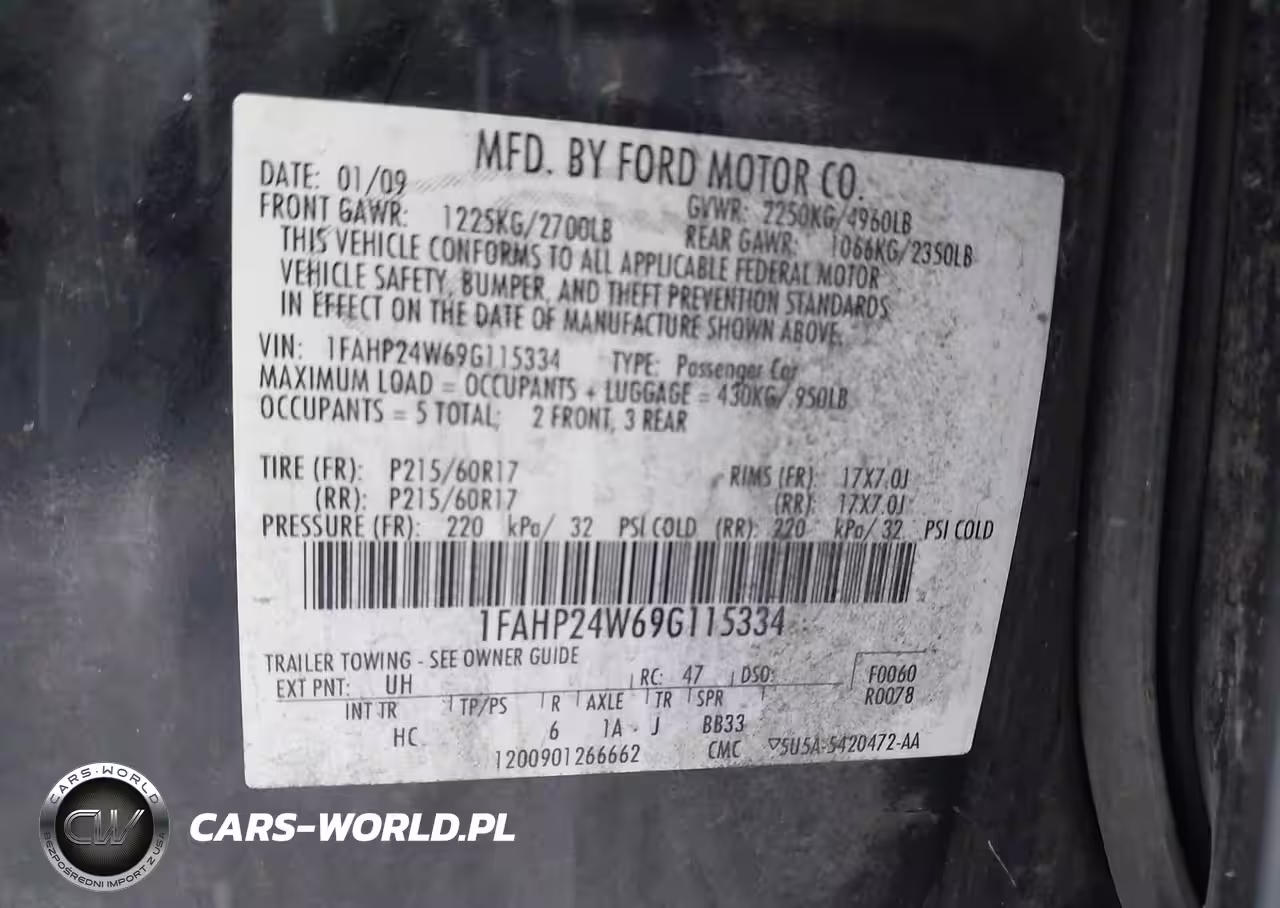 MFD. BY FORD MOTOR CO.
DATE: 01/09 GVWR: 2250KG/4960LB
FRONT GAWR: 1225KG/2700LB REAR GAWR: 1066KG/2350LB
THIS VEHICLE CONFORMS TO ALL APPLICABLE FEDERAL MOTOR
VEHICLE SAFETY, BUMPER, AND THEFT PREVENTION STANDARDS
IN EFFECT ON THE DATE OF MANUFACTURE SHOWN ABOVE.
VIN: 1FAHP24W69G115334 TYPE: Passenger Car
MAXIMUM LOAD = OCCUPANTS + LUGGAGE = 430KG/ 950LB
OCCUPANTS = 5 TOTAL; 2 FRONT, 3 REAR
TIRE (FR): P215/60R17 RIMS (FR): 17X7.0J
(RR): P215/60R17 (RR): 17X7.0J
PRESSURE (FR): 220 kPa/ 32 PSI COLD (RR): 220 kPa/ 32 PSI COLD
1FAHP24W69G115334
TRAILER TOWING - SEE OWNER GUIDE
EXT PNT: UH RC: 47 DSO: F0060
R0078
INT TR TP/PS R AXLE TR SPR
HC 6 1A J BB33
1200901266662 CMC ▽5U5A-5420472-AA
CARS-WORLD
CW
BEZPOŚREDNI IMPORT Z USA
CARS-WORLD.PL